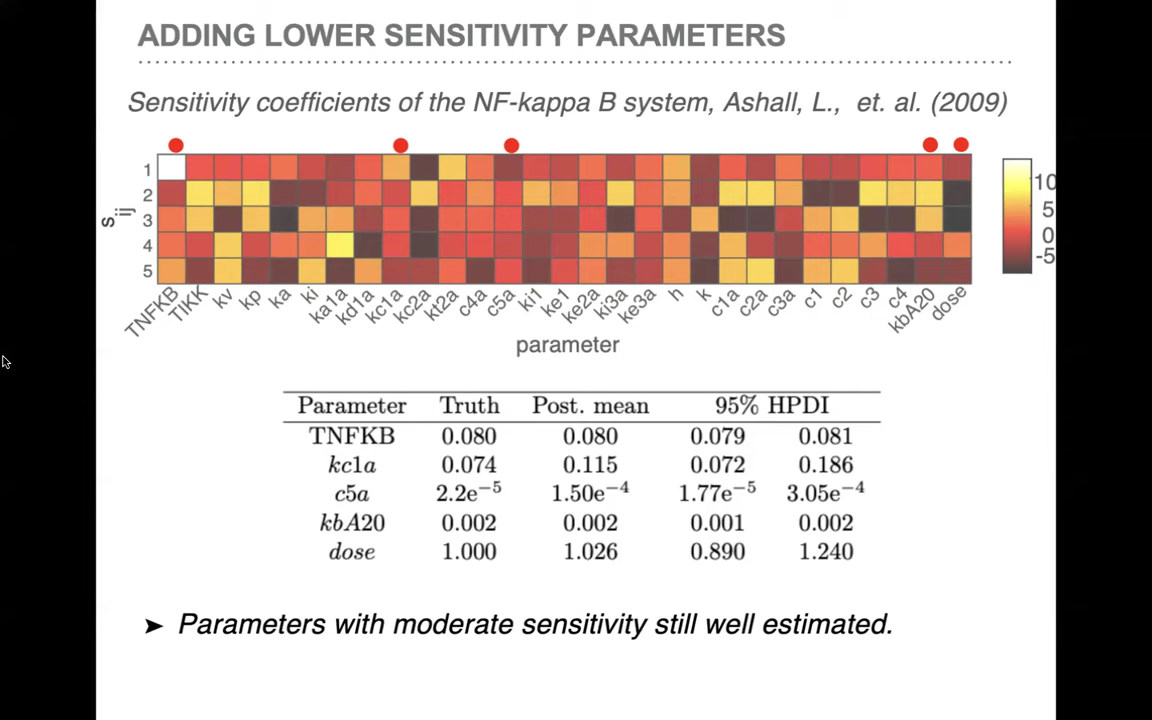 ADDING LOWER SENSITIVITY PARAMETERS
Sensitivity coefficients of the NF-kappa B system, Ashall, L., et. al. (2009)
1
2
3
4
5
s_ij
10
5
0
-5
TNFKB TIKK kv kp ka ki ka1a kd1a kc1a kc2a kt2a c4a c5a ki1 ke1 ke2a ki3a ke3a h k c1a c2a c3a c1 c2 c3 c4 kbA20 dose
parameter
Parameter Truth Post. mean 95% HPDI
TNFKB 0.080 0.080 0.079 0.081
kc1a 0.074 0.115 0.072 0.186
c5a 2.2e−5 1.50e−4 1.77e−5 3.05e−4
kbA20 0.002 0.002 0.001 0.002
dose 1.000 1.026 0.890 1.240
➤ Parameters with moderate sensitivity still well estimated.